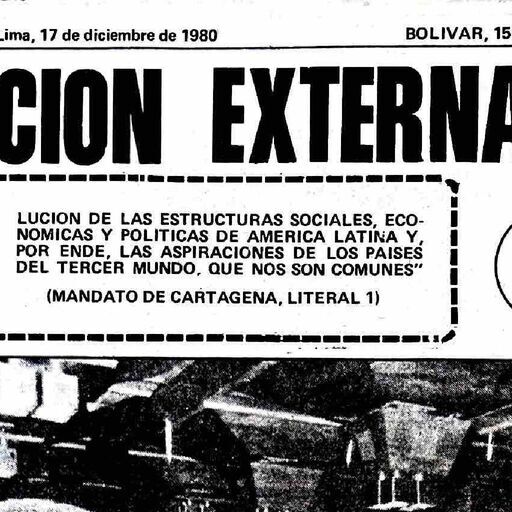 Lima, 17 de diciembre de 1980
BOLIVAR, 15
CION EXTERNA
LUCION DE LAS ESTRUCTURAS SOCIALES, ECO-
NOMICAS Y POLITICAS DE AMERICA LATINA Y,
POR ENDE, LAS ASPIRACIONES DE LOS PAISES
DEL TERCER MUNDO, QUE NOS SON COMUNES"
(MANDATO DE CARTAGENA, LITERAL 1)